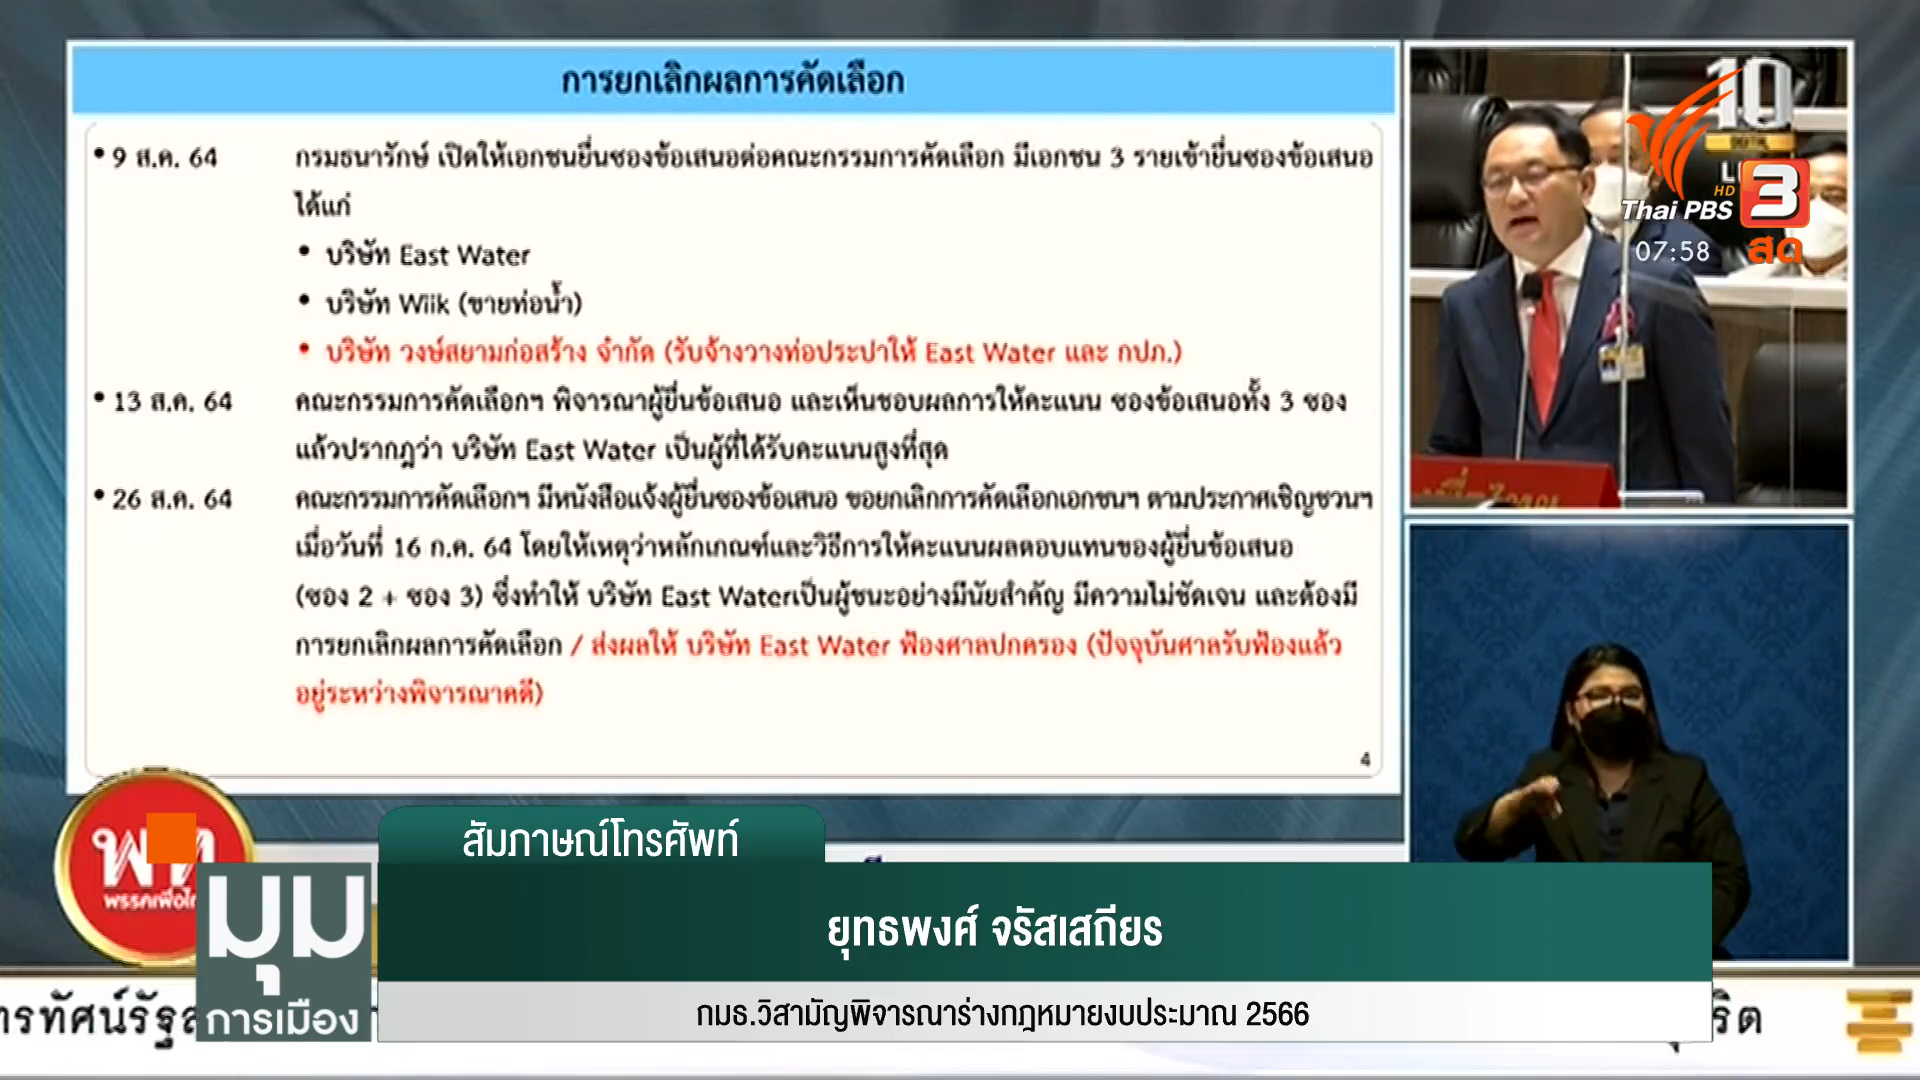 การยกเลิกผลการคัดเลือก
• 9 ส.ค. 64 กรมธนารักษ์ เปิดให้เอกชนยื่นซองข้อเสนอต่อคณะกรรมการคัดเลือก มีเอกชน 3 รายเข้ายื่นซองข้อเสนอ
ได้แก่
• บริษัท East Water
• บริษัท Wiik (ขายท่อน้ำ)
• บริษัท วงษ์สยามก่อสร้าง จำกัด (รับจ้างวางท่อประปาให้ East Water และ กปภ.)
• 13 ส.ค. 64 คณะกรรมการคัดเลือกฯ พิจารณาผู้ยื่นข้อเสนอ และเห็นชอบผลการให้คะแนน ซองข้อเสนอทั้ง 3 ซอง
แล้วปรากฎว่า บริษัท East Water เป็นผู้ที่ได้รับคะแนนสูงที่สุด
• 26 ส.ค. 64 คณะกรรมการคัดเลือกฯ มีหนังสือแจ้งผู้ยื่นซองข้อเสนอ ขอยกเลิกการคัดเลือกเอกชนฯ ตามประกาศเชิญชวนฯ
เมื่อวันที่ 16 ก.ค. 64 โดยให้เหตุว่าหลักเกณฑ์และวิธีการให้คะแนนผลตอบแทนของผู้ยื่นข้อเสนอ
(ซอง 2 + ซอง 3) ซึ่งทำให้ บริษัท East Waterเป็นผู้ชนะอย่างมีนัยสำคัญ มีความไม่ชัดเจน และต้องมี
การยกเลิกผลการคัดเลือก / ส่งผลให้ บริษัท East Water ฟ้องศาลปกครอง (ปัจจุบันศาลรับฟ้องแล้ว
อยู่ระหว่างพิจารณาคดี)
4
10
HD
Thai PBS
3
07:58
สด
สัมภาษณ์โทรศัพท์
ยุทธพงศ์ จรัสเสถียร
กมธ.วิสามัญพิจารณาร่างกฎหมายงบประมาณ 2566
มุม
การเมือง